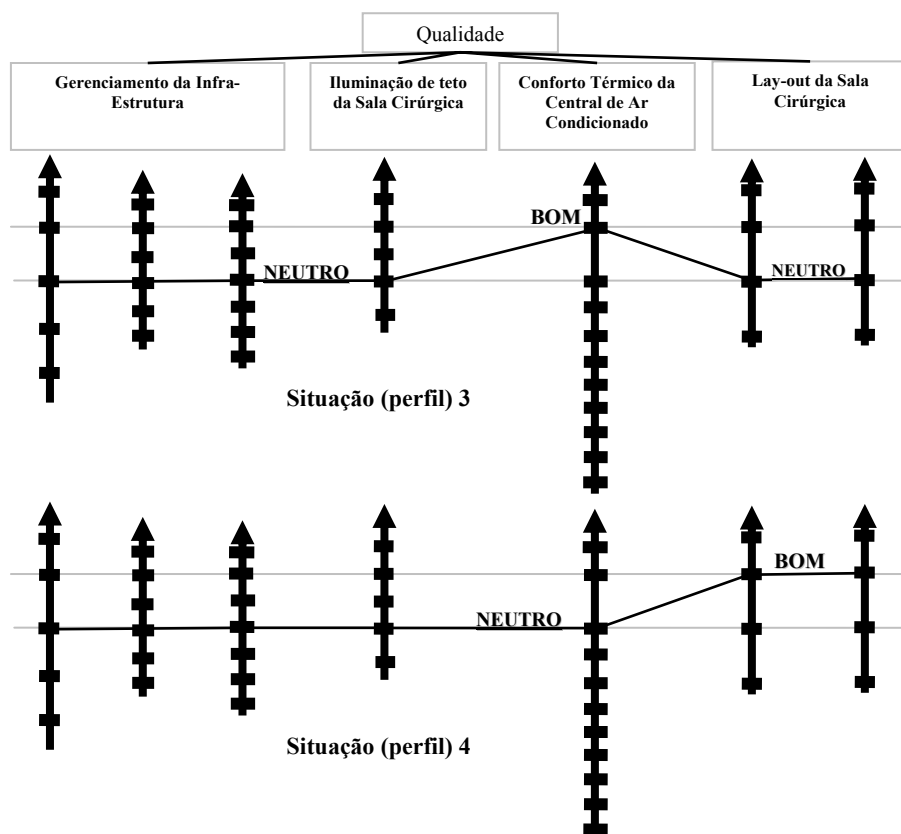 Qualidade
Gerenciamento da Infra-
Estrutura
Iluminação de teto
da Sala Cirúrgica
Conforto Térmico da
Central de Ar
Condicionado
Lay-out da Sala
Cirúrgica
BOM
NEUTRO
NEUTRO
Situação (perfil) 3
BOM
NEUTRO
Situação (perfil) 4